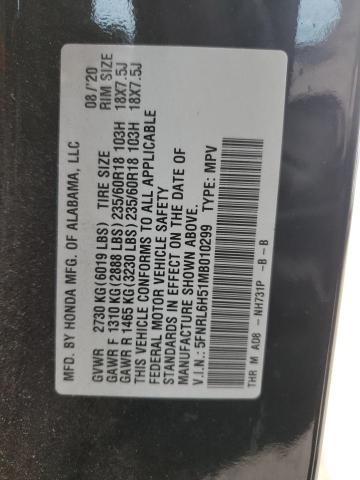 MFD. BY HONDA MFG. OF ALABAMA, LLC 08/'20
GVWR 2730 KG(6019 LBS) TIRE SIZE RIM SIZE
GAWR F 1310 KG(2888 LBS) 235/60R18 103H 18X7.5J
GAWR R 1465 KG(3230 LBS) 235/60R18 103H 18X7.5J
THIS VEHICLE CONFORMS TO ALL APPLICABLE
FEDERAL MOTOR VEHICLE SAFETY
STANDARDS IN EFFECT ON THE DATE OF
MANUFACTURE SHOWN ABOVE.
V.I.N.: 5FNRL6H51MB010299 TYPE: MPV
THR M A08 - NH731P -B - B